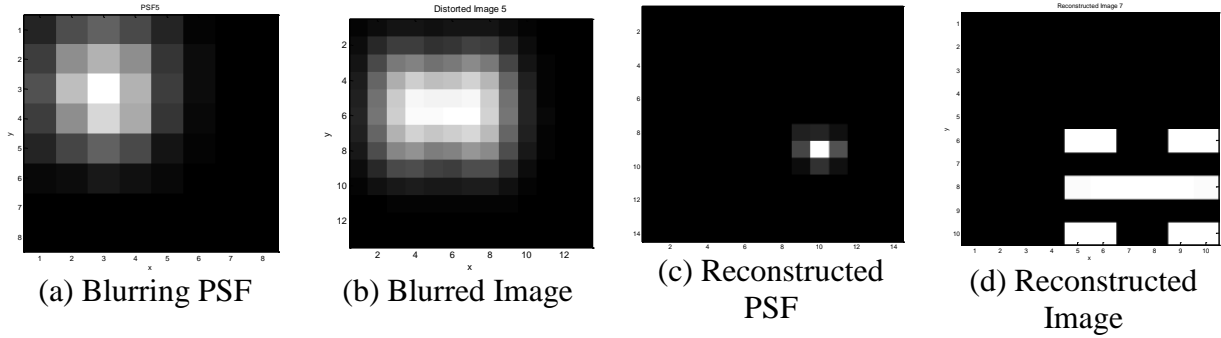 PSF5
1
2
3
4
5
6
7
8
y
1 2 3 4 5 6 7 8
x
(a) Blurring PSF
Distorted Image 5
2
4
6
8
10
12
y
2 4 6 8 10 12
x
(b) Blurred Image
2
4
6
8
10
12
14
2 4 6 8 10 12 14
(c) Reconstructed
PSF
Reconstructed Image 7
1
2
3
4
5
6
7
8
9
10
y
1 2 3 4 5 6 7 8 9 10
x
(d) Reconstructed
Image